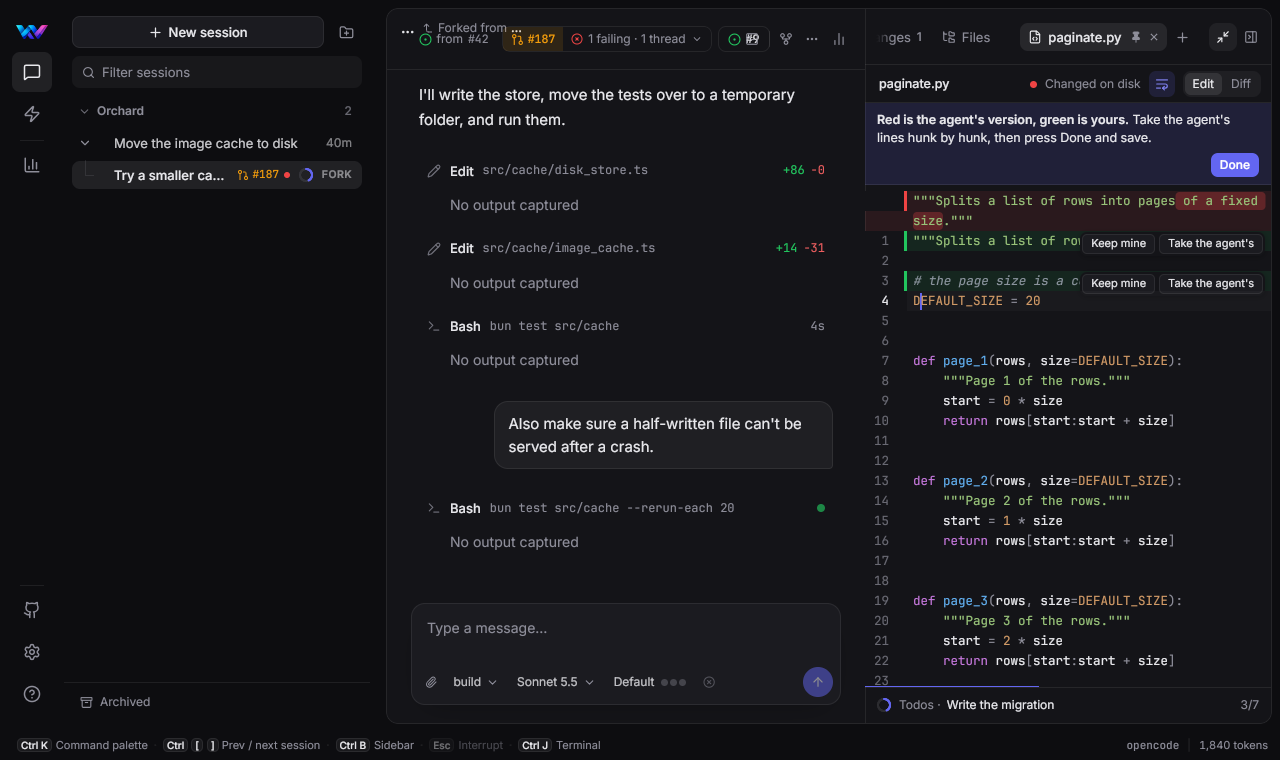 New session
Filter sessions
Orchard 2
Move the image cache to disk 40m
Try a smaller ca... #187 FORK
Archived
Forked from ...
from #42 #187 1 failing · 1 thread
I'll write the store, move the tests over to a temporary
folder, and run them.
Edit src/cache/disk_store.ts +86 -0
No output captured
Edit src/cache/image_cache.ts +14 -31
No output captured
Bash bun test src/cache 4s
No output captured
Also make sure a half-written file can't be
served after a crash.
Bash bun test src/cache --rerun-each 20
No output captured
Type a message...
build Sonnet 5.5 Default
nges 1 Files paginate.py
paginate.py Changed on disk Edit Diff
Red is the agent's version, green is yours. Take the agent's
lines hunk by hunk, then press Done and save.
Done
"""Splits a list of rows into pages of a fixed
size."""
1 """Splits a list of rov Keep mine Take the agent's
2
3 # the page size is a c Keep mine Take the agent's
4 DEFAULT_SIZE = 20
5
6
7 def page_1(rows, size=DEFAULT_SIZE):
8 """Page 1 of the rows."""
9 start = 0 * size
10 return rows[start:start + size]
11
12
13 def page_2(rows, size=DEFAULT_SIZE):
14 """Page 2 of the rows."""
15 start = 1 * size
16 return rows[start:start + size]
17
18
19 def page_3(rows, size=DEFAULT_SIZE):
20 """Page 3 of the rows."""
21 start = 2 * size
22 return rows[start:start + size]
23
Todos · Write the migration 3/7
Ctrl K Command palette · Ctrl [ ] Prev / next session · Ctrl B Sidebar · Esc Interrupt · Ctrl J Terminal
opencode 1,840 tokens